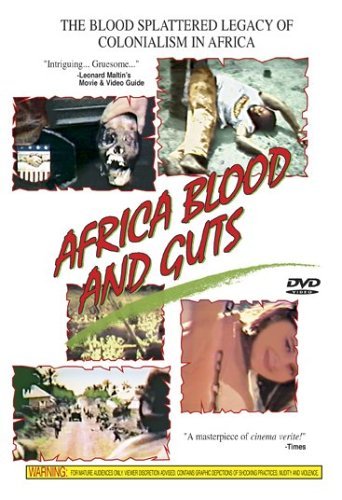 THE BLOOD SPLATTERED LEGACY OF
COLONIALISM IN AFRICA
"Intriguing... Gruesome..."
-Leonard Maltin's
Movie & Video Guide
AFRICA BLOOD
AND GUTS
DVD
VIDEO
"A masterpiece of cinema verite!"
-Times
WARNING: FOR MATURE AUDIENCES ONLY. VIEWER DISCRETION ADVISED. CONTAINS GRAPHIC DEPICTIONS OF SHOCKING PRACTICES, NUDITY AND VIOLENCE.